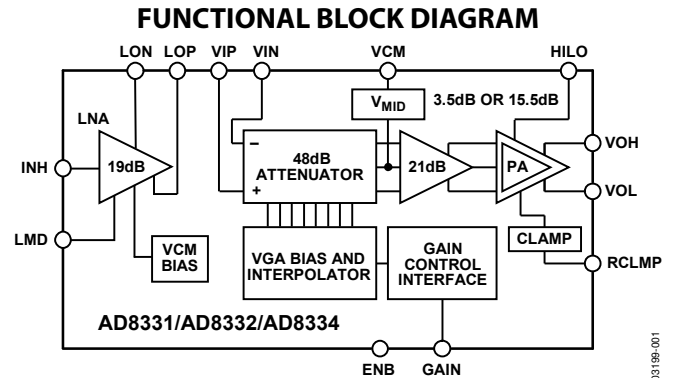 FUNCTIONAL BLOCK DIAGRAM
LON LOP VIP VIN VCM HILO
VMID
3.5dB OR 15.5dB
LNA
19dB
–
48dB
ATTENUATOR
+
21dB
PA
VOH
INH
VOL
LMD
VCM
BIAS
VGA BIAS AND
INTERPOLATOR
GAIN
CONTROL
INTERFACE
CLAMP
RCLMP
AD8331/AD8332/AD8334
ENB GAIN
03199-001